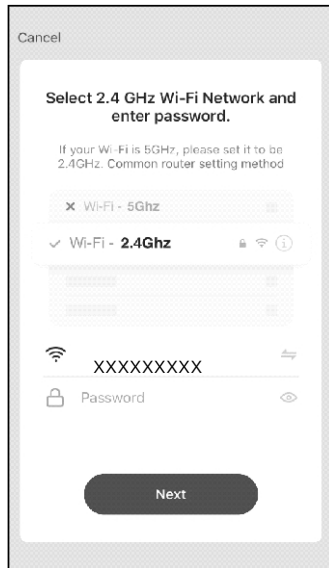 Cancel
Select 2.4 GHz Wi-Fi Network and
enter password.
If your Wi-Fi is 5GHz, please set it to be
2.4GHz. Common router setting method
Wi-Fi - 5Ghz
Wi-Fi - 2.4Ghz
XXXXXXXXX
Password
Next